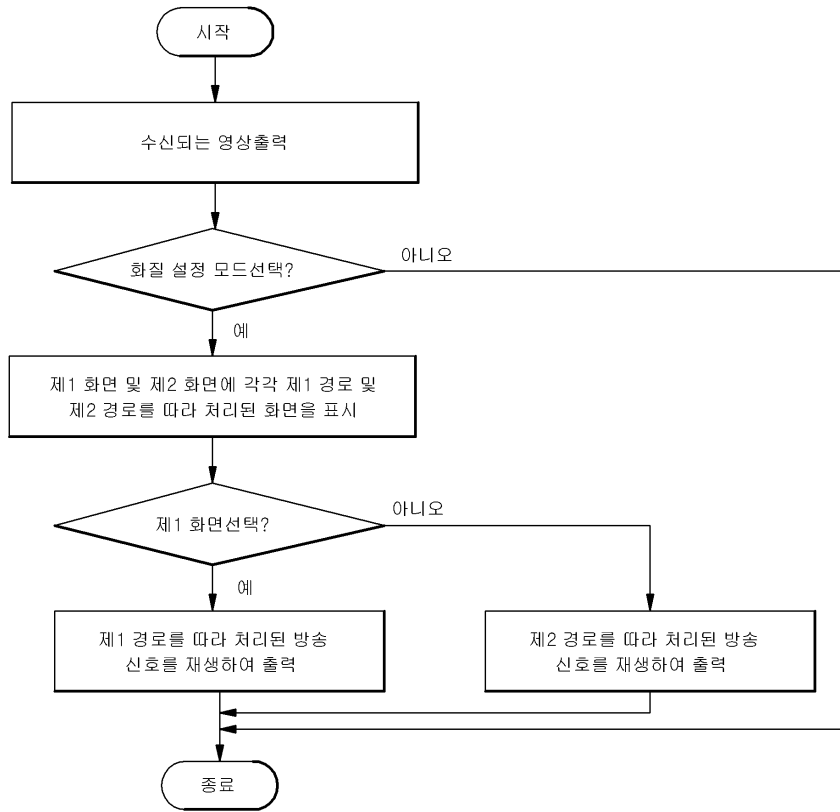 시작
수신되는 영상출력
화질 설정 모드선택?
아니오
예
제1 화면 및 제2 화면에 각각 제1 경로 및
제2 경로를 따라 처리된 화면을 표시
제1 화면선택?
아니오
예
제1 경로를 따라 처리된 방송
신호를 재생하여 출력
제2 경로를 따라 처리된 방송
신호를 재생하여 출력
종료